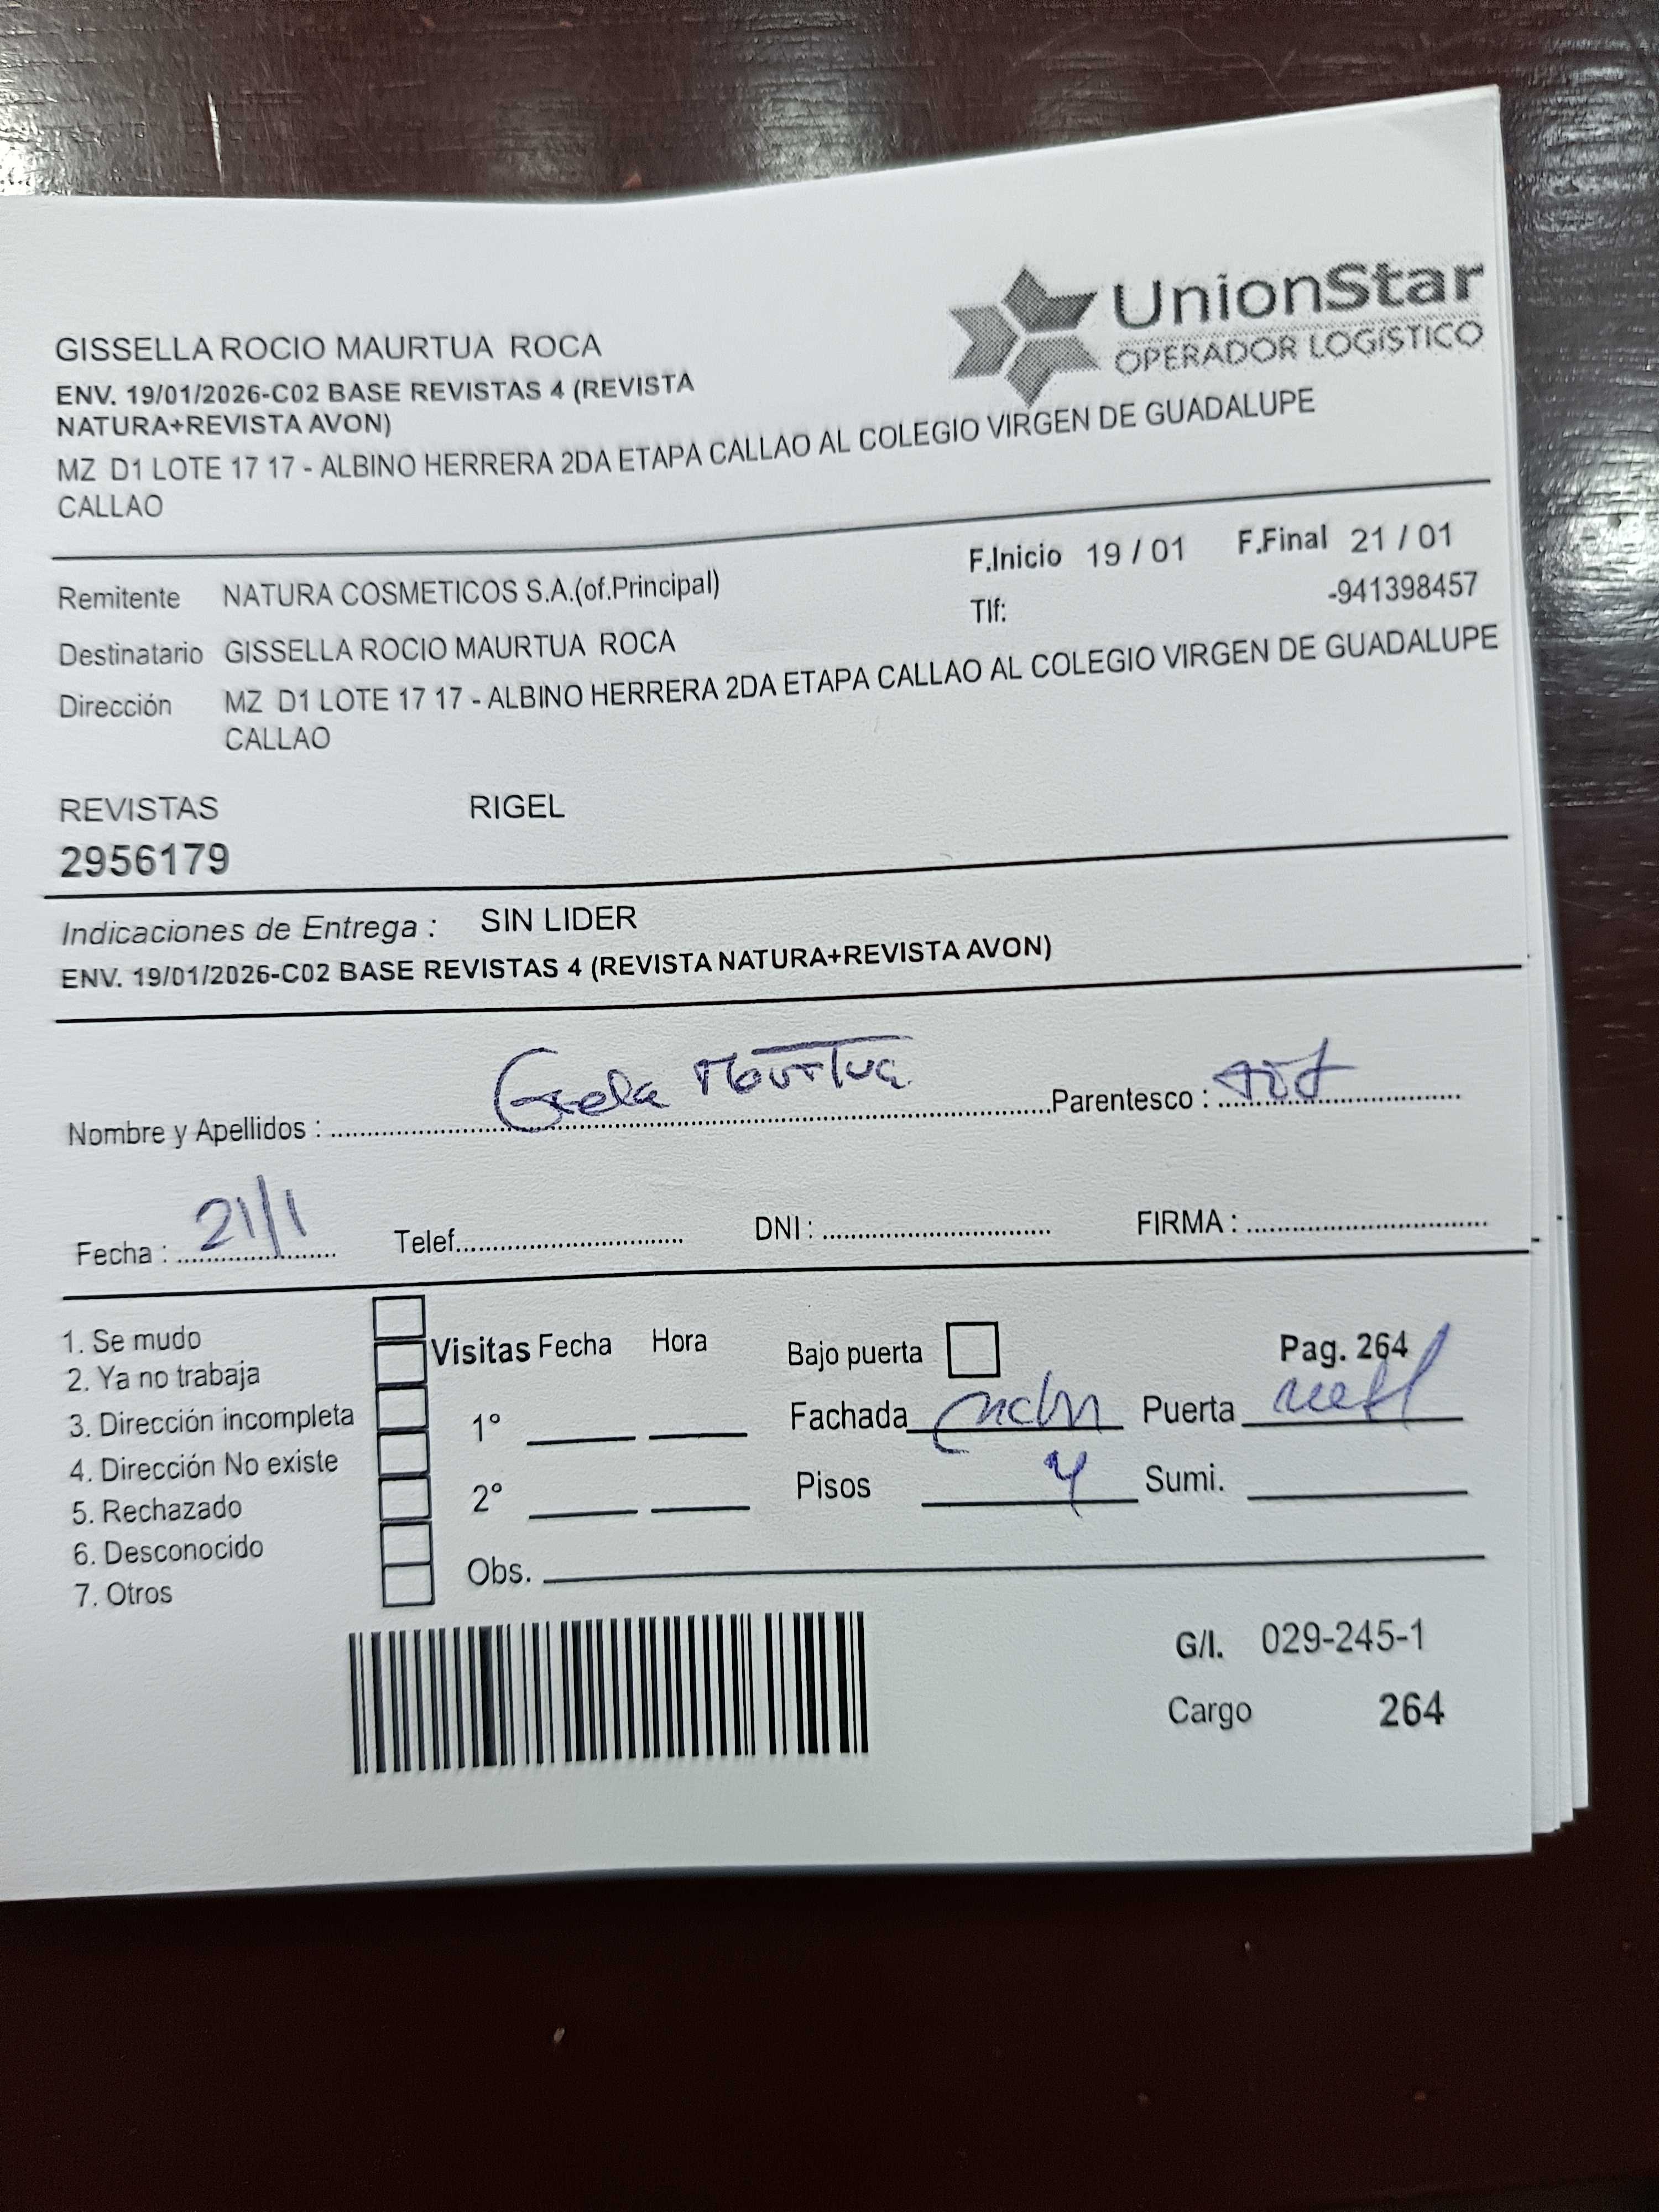 UnionStar
OPERADOR LOGÍSTICO
GISSELLA ROCIO MAURTUA ROCA
ENV. 19/01/2026-C02 BASE REVISTAS 4 (REVISTA
NATURA+REVISTA AVON)
MZ D1 LOTE 17 17 - ALBINO HERRERA 2DA ETAPA CALLAO AL COLEGIO VIRGEN DE GUADALUPE
CALLAO
F.Inicio 19 / 01 F.Final 21 / 01
Remitente NATURA COSMETICOS S.A.(of.Principal) Tlf: -941398457
Destinatario GISSELLA ROCIO MAURTUA ROCA
Dirección MZ D1 LOTE 17 17 - ALBINO HERRERA 2DA ETAPA CALLAO AL COLEGIO VIRGEN DE GUADALUPE
CALLAO
REVISTAS RIGEL
2956179
Indicaciones de Entrega : SIN LIDER
ENV. 19/01/2026-C02 BASE REVISTAS 4 (REVISTA NATURA+REVISTA AVON)
Nombre y Apellidos : Parentesco :
Fecha : 21/1 Telef. DNI : FIRMA :
1. Se mudo
2. Ya no trabaja
3. Dirección incompleta
4. Dirección No existe
5. Rechazado
6. Desconocido
7. Otros
Visitas Fecha Hora
1°
2°
Obs.
Bajo puerta Pag. 264
Fachada Puerta
Pisos 4 Sumi.
G/I. 029-245-1
Cargo 264